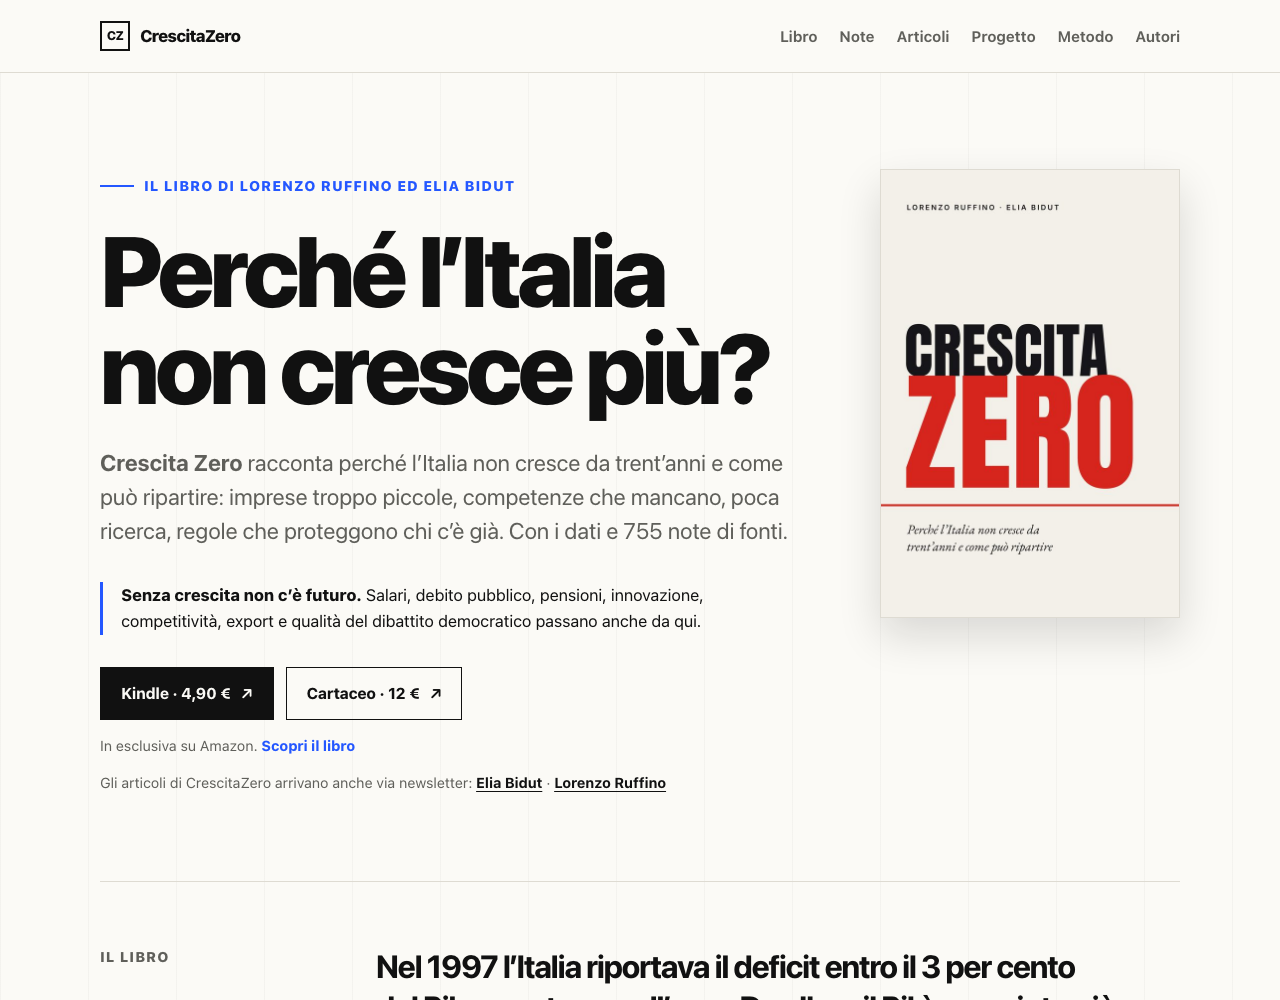 CZ CrescitaZero
Libro Note Articoli Progetto Metodo Autori
IL LIBRO DI LORENZO RUFFINO ED ELIA BIDUT
Perché l’Italia
non cresce più?
Crescita Zero racconta perché l’Italia non cresce da trent’anni e come
può ripartire: imprese troppo piccole, competenze che mancano, poca
ricerca, regole che proteggono chi c’è già. Con i dati e 755 note di fonti.
Senza crescita non c’è futuro. Salari, debito pubblico, pensioni, innovazione,
competitività, export e qualità del dibattito democratico passano anche da qui.
Kindle · 4,90 € ↗
Cartaceo · 12 € ↗
In esclusiva su Amazon. Scopri il libro
Gli articoli di CrescitaZero arrivano anche via newsletter: Elia Bidut · Lorenzo Ruffino
LORENZO RUFFINO · ELIA BIDUT
CRESCITA
ZERO
Perché l’Italia non cresce da
trent’anni e come può ripartire
IL LIBRO
Nel 1997 l’Italia riportava il deficit entro il 3 per cento